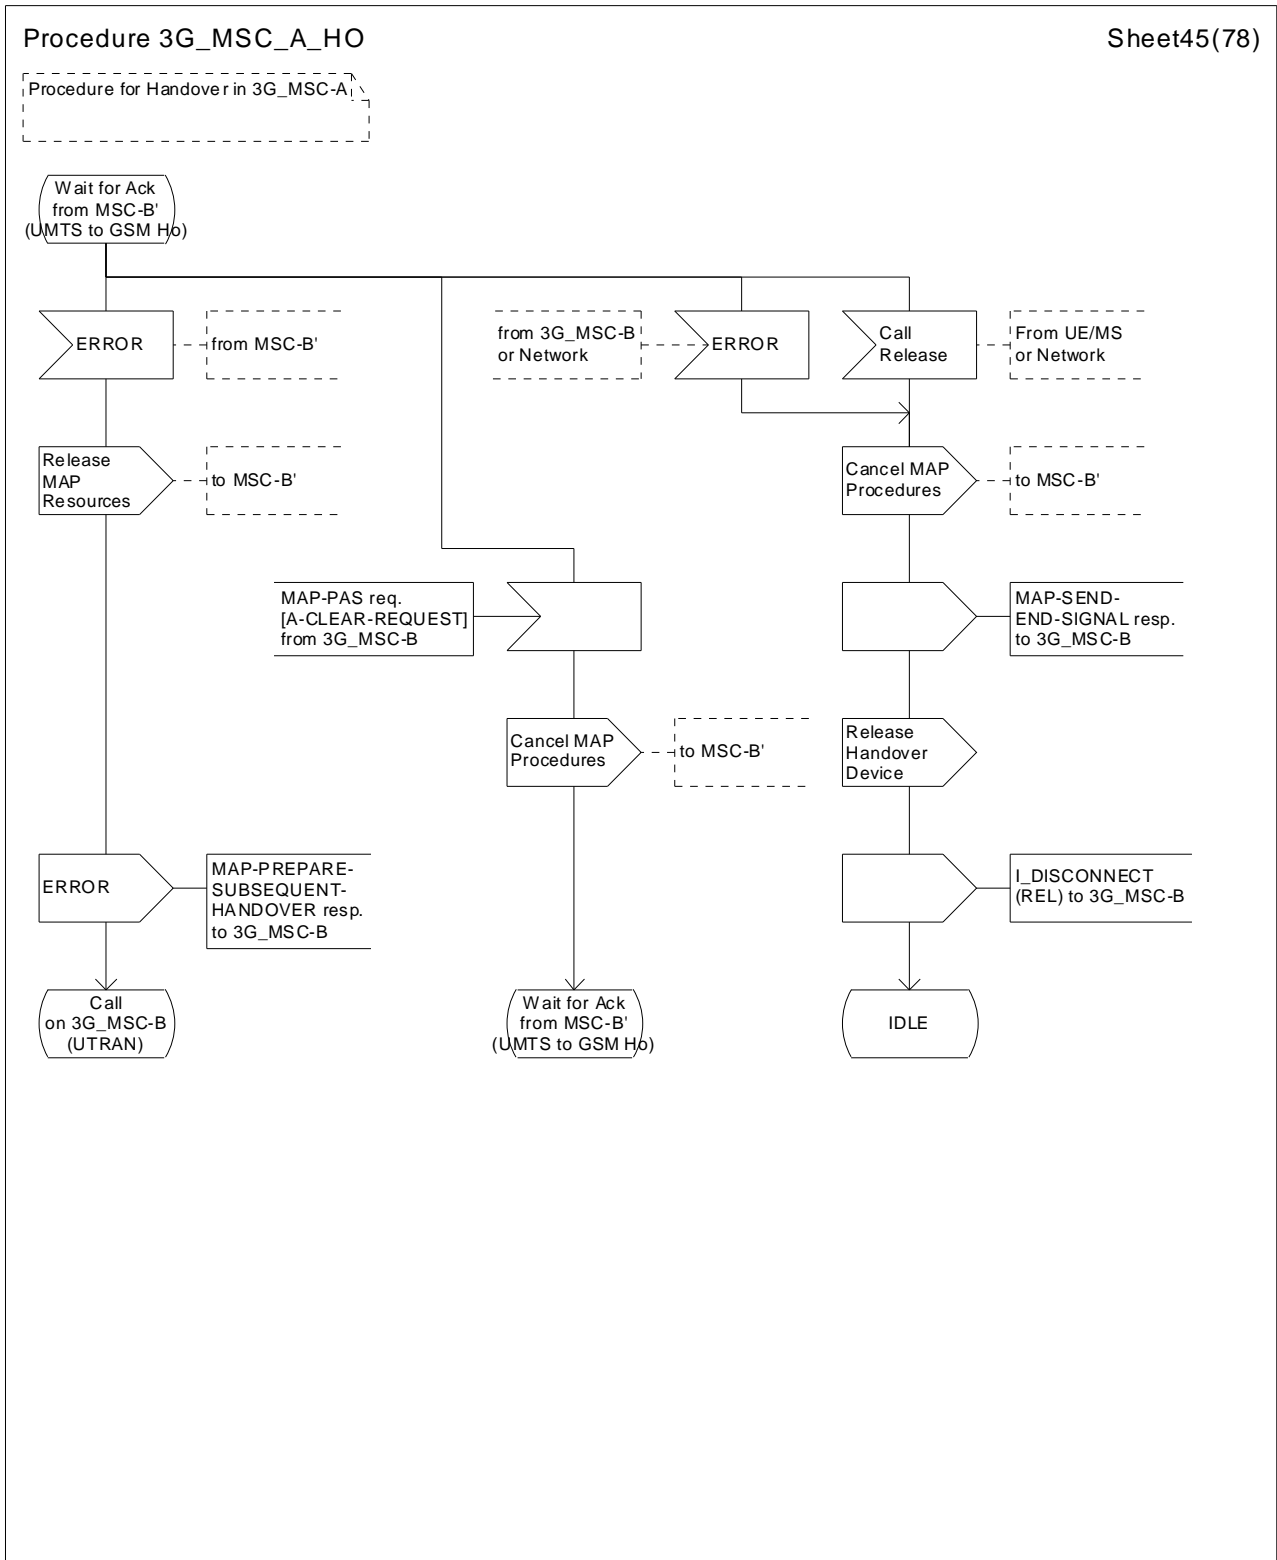 Procedure 3G_MSC_A_HO
Sheet45(78)
Procedure for Handover in 3G_MSC-A
Wait for Ack
from MSC-B'
(UMTS to GSM Ho)
ERROR
from MSC-B'
from 3G_MSC-B
or Network
ERROR
Call
Release
From UE/MS
or Network
Release
MAP
Resources
to MSC-B'
Cancel MAP
Procedures
to MSC-B'
MAP-PAS req.
[A-CLEAR-REQUEST]
from 3G_MSC-B
MAP-SEND-
END-SIGNAL resp.
to 3G_MSC-B
Cancel MAP
Procedures
to MSC-B'
Release
Handover
Device
ERROR
MAP-PREPARE-
SUBSEQUENT-
HANDOVER resp.
to 3G_MSC-B
I_DISCONNECT
(REL) to 3G_MSC-B
Call
on 3G_MSC-B
(UTRAN)
Wait for Ack
from MSC-B'
(UMTS to GSM Ho)
IDLE